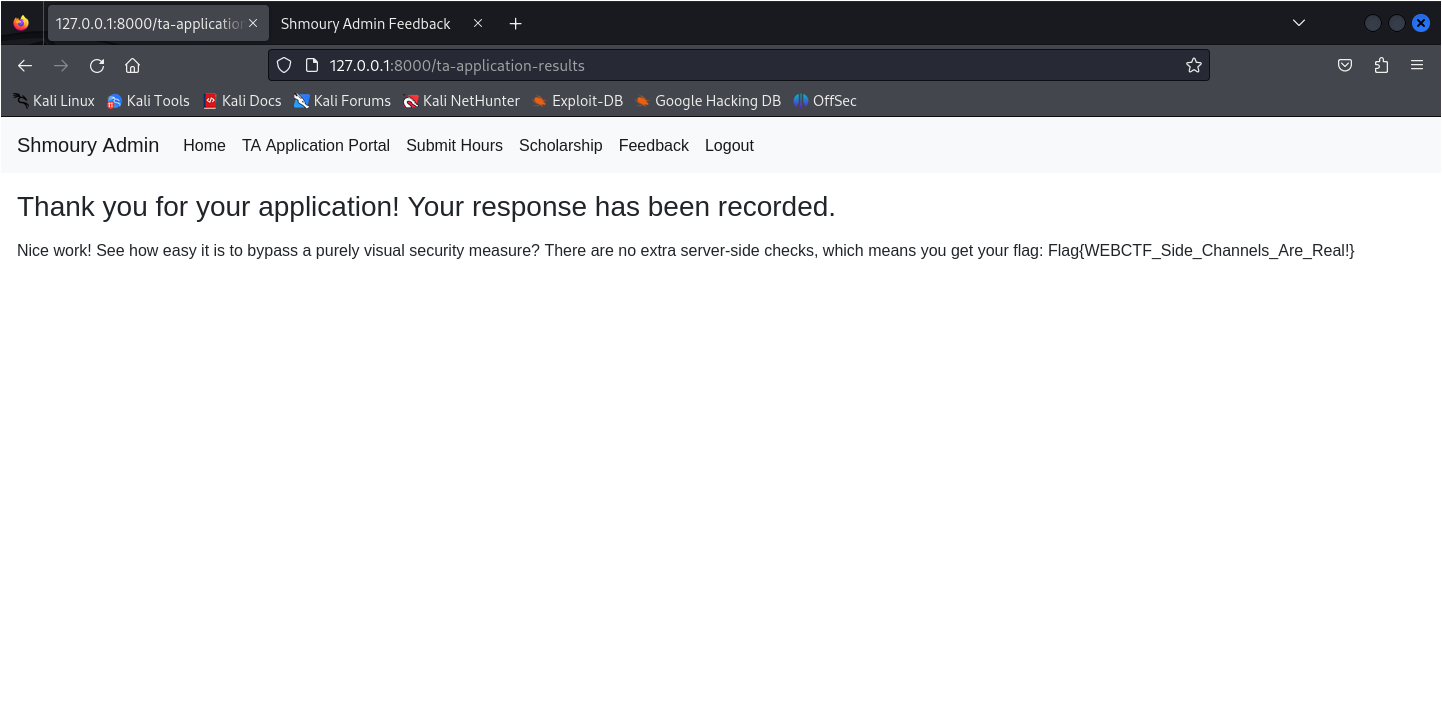 127.0.0.1:8000/ta-application
Shmoury Admin Feedback
127.0.0.1:8000/ta-application-results
Kali Linux
Kali Tools
Kali Docs
Kali Forums
Kali NetHunter
Exploit-DB
Google Hacking DB
OffSec
Shmoury Admin
Home
TA Application Portal
Submit Hours
Scholarship
Feedback
Logout
Thank you for your application! Your response has been recorded.
Nice work! See how easy it is to bypass a purely visual security measure? There are no extra server-side checks, which means you get your flag: Flag{WEBCTF_Side_Channels_Are_Real!}